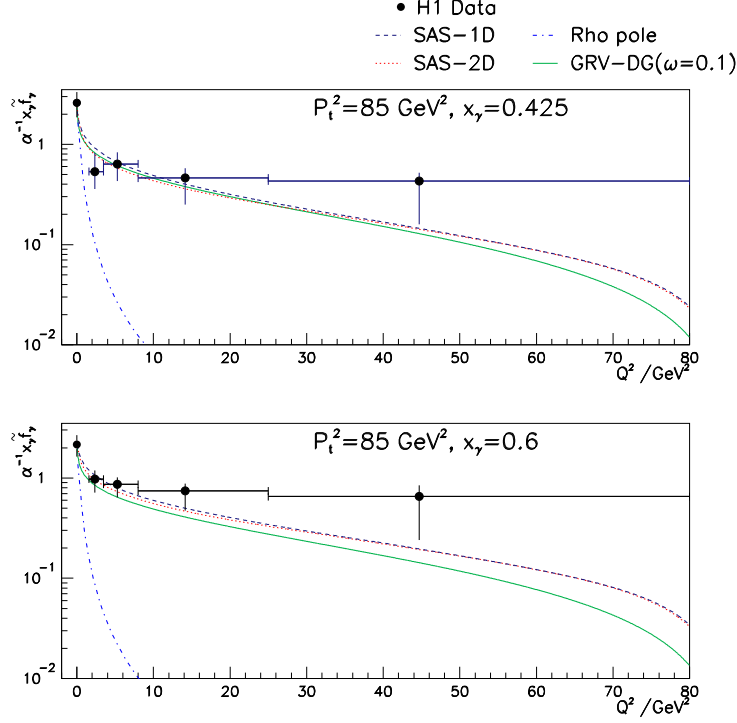 H1 Data
SAS-1D Rho pole
SAS-2D GRV-DG(ω=0.1)
P_t^2=85 GeV^2, x_γ=0.425
α^-1 x_γ f̃_γ
1
10^-1
10^-2
0 10 20 30 40 50 60 70 80
Q^2 /GeV^2
P_t^2=85 GeV^2, x_γ=0.6
α^-1 x_γ f̃_γ
1
10^-1
10^-2
0 10 20 30 40 50 60 70 80
Q^2 /GeV^2